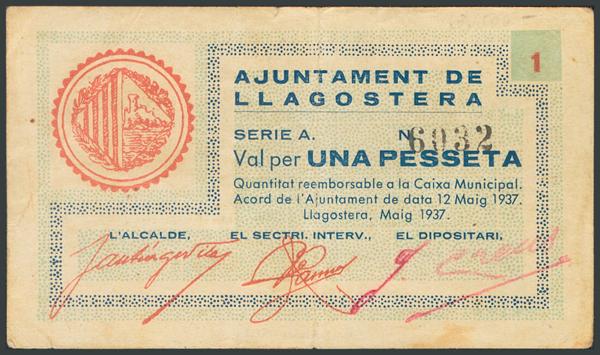 1
AJUNTAMENT DE
LLAGOSTERA
SERIE A. N 6032
Val per UNA PESSETA
Quantitat reemborsable a la Caixa Municipal.
Acord de l'Ajuntament de data 12 Maig 1937.
Llagostera, Maig 1937.
L'ALCALDE, EL SECTRI. INTERV., EL DIPOSITARI,